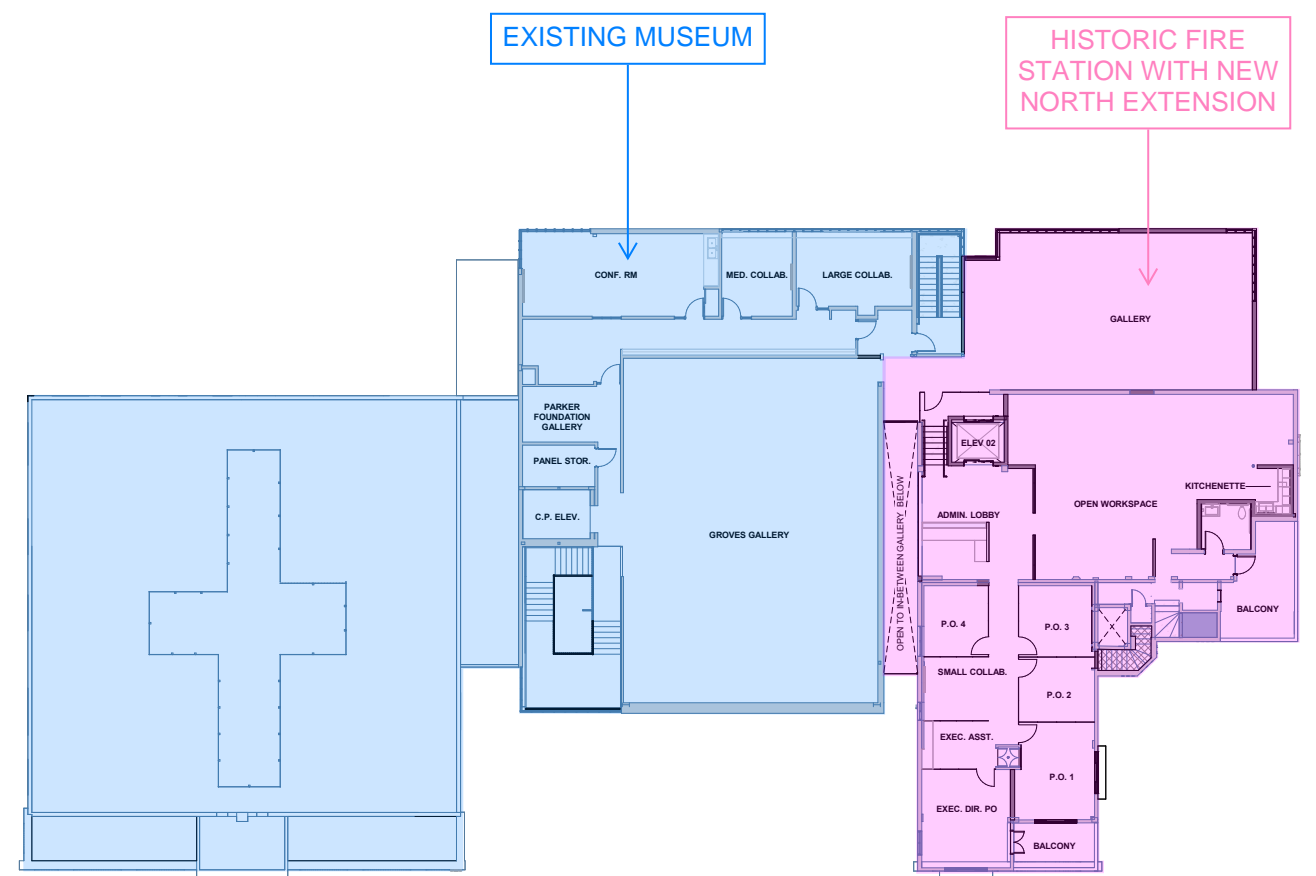 EXISTING MUSEUM
HISTORIC FIRE
STATION WITH NEW
NORTH EXTENSION
CONF. RM
MED. COLLAB.
LARGE COLLAB.
GALLERY
PARKER
FOUNDATION
GALLERY
ELEV 02
PANEL STOR.
KITCHENETTE
OPEN WORKSPACE
C.P. ELEV.
ADMIN. LOBBY
GROVES GALLERY
OPEN TO IN-BETWEEN GALLERY BELOW
BALCONY
P.O. 4
P.O. 3
SMALL COLLAB.
P.O. 2
EXEC. ASST.
P.O. 1
EXEC. DIR. PO
BALCONY